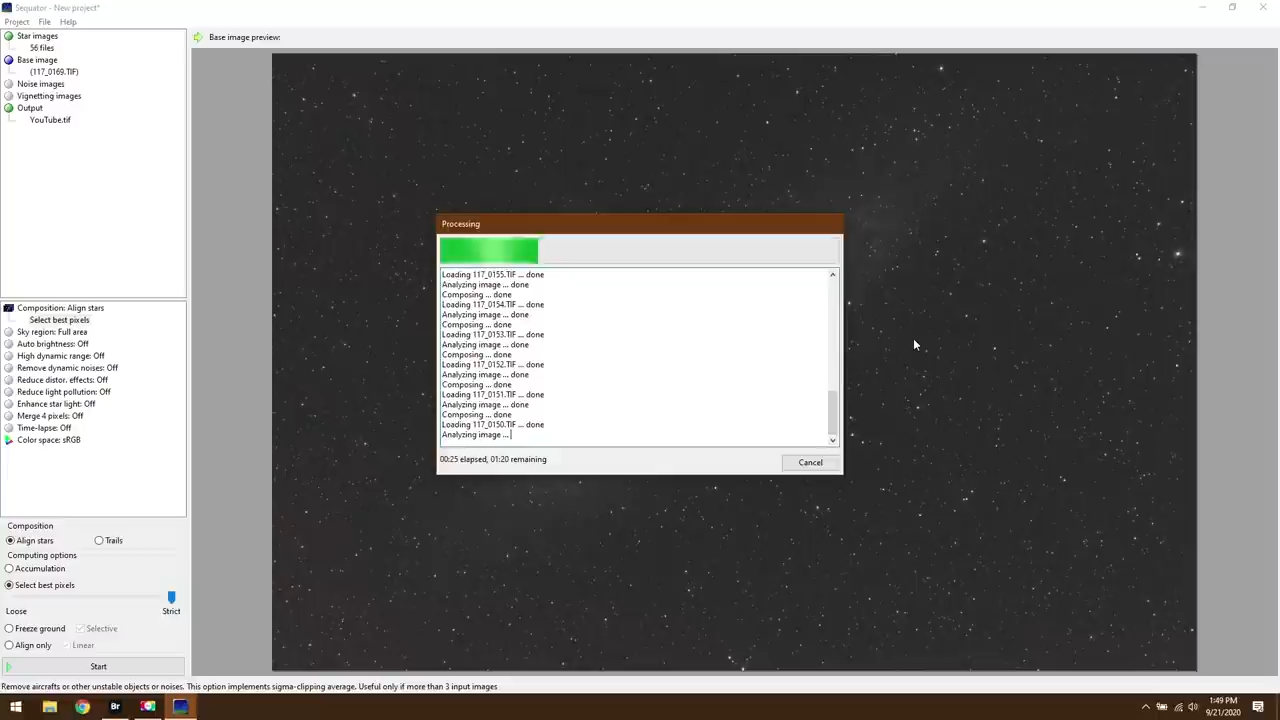 Sequator - New project*
Project File Help
Star images
56 files
Base image
(117_0169.TIF)
Noise images
Vignetting images
Output
YouTube.tif
Base image preview:
Processing
Loading 117_0155.TIF ... done
Analyzing image ... done
Composing ... done
Loading 117_0154.TIF ... done
Analyzing image ... done
Composing ... done
Loading 117_0153.TIF ... done
Analyzing image ... done
Composing ... done
Loading 117_0152.TIF ... done
Analyzing image ... done
Composing ... done
Loading 117_0151.TIF ... done
Analyzing image ... done
Composing ... done
Loading 117_0150.TIF ... done
Analyzing image ...
00:25 elapsed, 01:20 remaining
Cancel
Composition: Align stars
Select best pixels
Sky region: Full area
Auto brightness: Off
High dynamic range: Off
Remove dynamic noises: Off
Reduce distor. effects: Off
Reduce light pollution: Off
Enhance star light: Off
Merge 4 pixels: Off
Time-lapse: Off
Color space: sRGB
Composition
Align stars Trails
Computing options
Accumulation
Select best pixels
Loose Strict
Freeze ground Selective
Align only Linear
Start
Remove aircrafts or other unstable objects or noises. This option implements sigma-clipping average. Useful only if more than 3 input images
Br
1:49 PM
9/21/2020